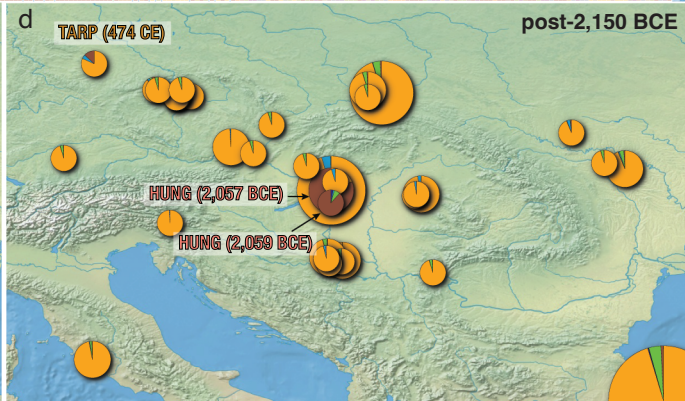 d
post-2,150 BCE
TARP (474 CE)
HUNG (2,057 BCE)
HUNG (2,059 BCE)